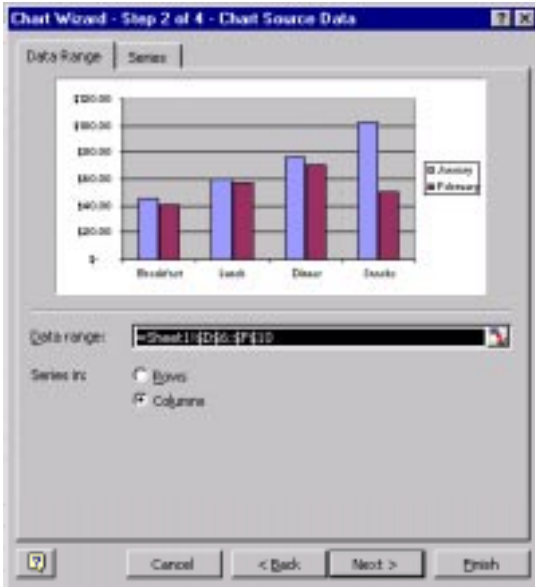 Chart Wizard - Step 2 of 4 - Chart Source Data
Data Range
Series
$120.00
$100.00
$80.00
$60.00
$40.00
$20.00
$-
Breakfast
Lunch
Dinner
Snacks
January
February
Data range:
=Sheet1!$D$6:$F$10
Series in:
Rows
Columns
Cancel
< Back
Next >
Finish